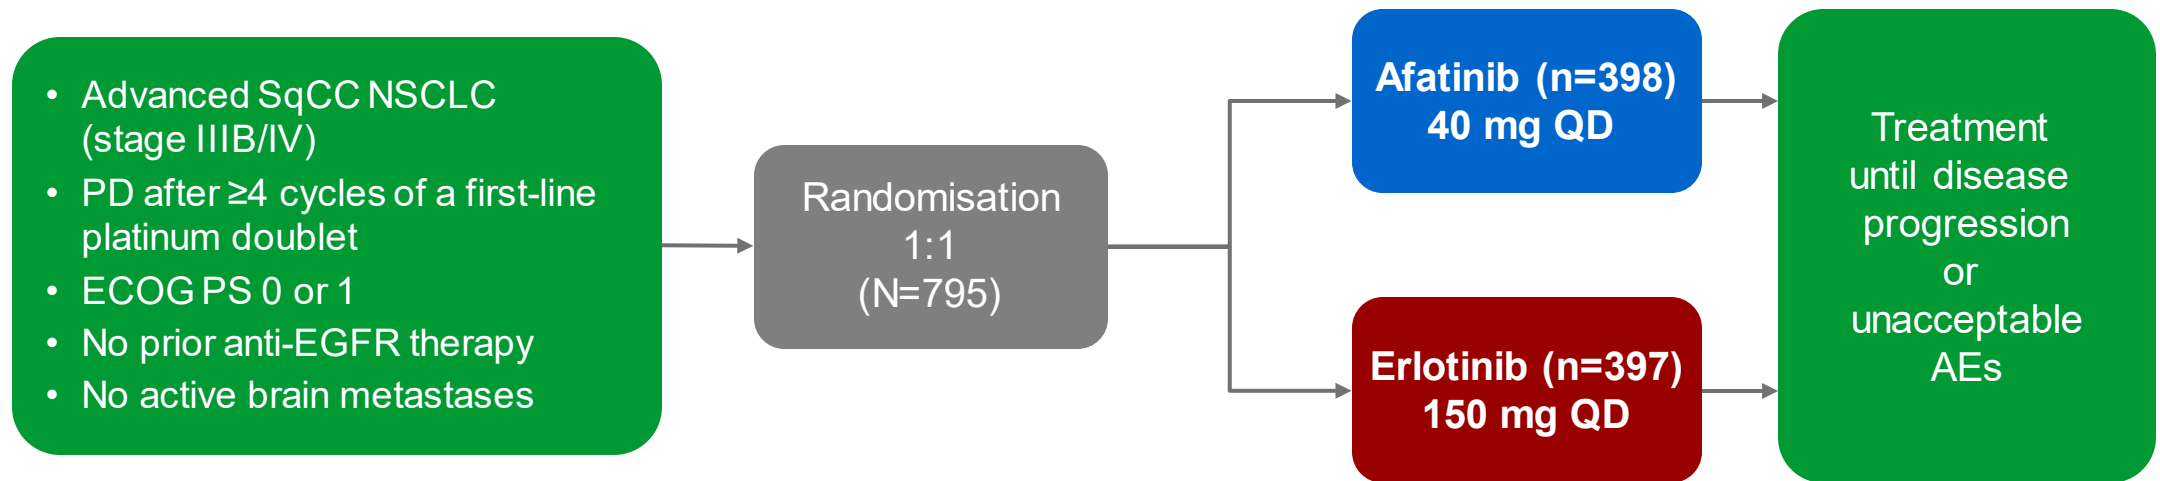 • Advanced SqCC NSCLC
(stage IIIB/IV)
• PD after ≥4 cycles of a first-line
platinum doublet
• ECOG PS 0 or 1
• No prior anti-EGFR therapy
• No active brain metastases
Randomisation
1:1
(N=795)
Afatinib (n=398)
40 mg QD
Erlotinib (n=397)
150 mg QD
Treatment
until disease
progression
or
unacceptable
AEs